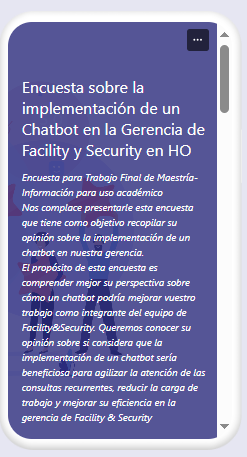 Encuesta sobre la
implementación de un
Chatbot en la Gerencia de
Facility y Security en HO
Encuesta para Trabajo Final de Maestría-
Información para uso académico
Nos complace presentarle esta encuesta
que tiene como objetivo recopilar su
opinión sobre la implementación de un
chatbot en nuestra gerencia.
El propósito de esta encuesta es
comprender mejor su perspectiva sobre
cómo un chatbot podría mejorar vuestro
trabajo como integrante del equipo de
Facility&Security. Queremos conocer su
opinión sobre si considera que la
implementación de un chatbot sería
beneficiosa para agilizar la atención de las
consultas recurrentes, reducir la carga de
trabajo y mejorar su eficiencia en la
gerencia de Facility & Security